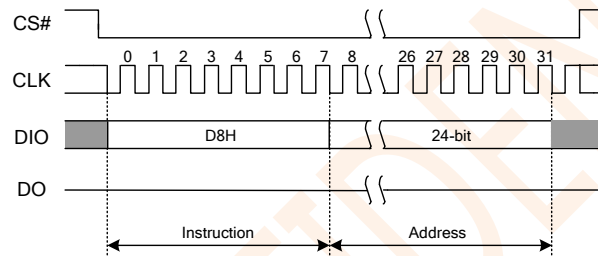 CS#
0 1 2 3 4 5 6 7 8 26 27 28 29 30 31
CLK
DIO D8H 24-bit
DO
Instruction Address